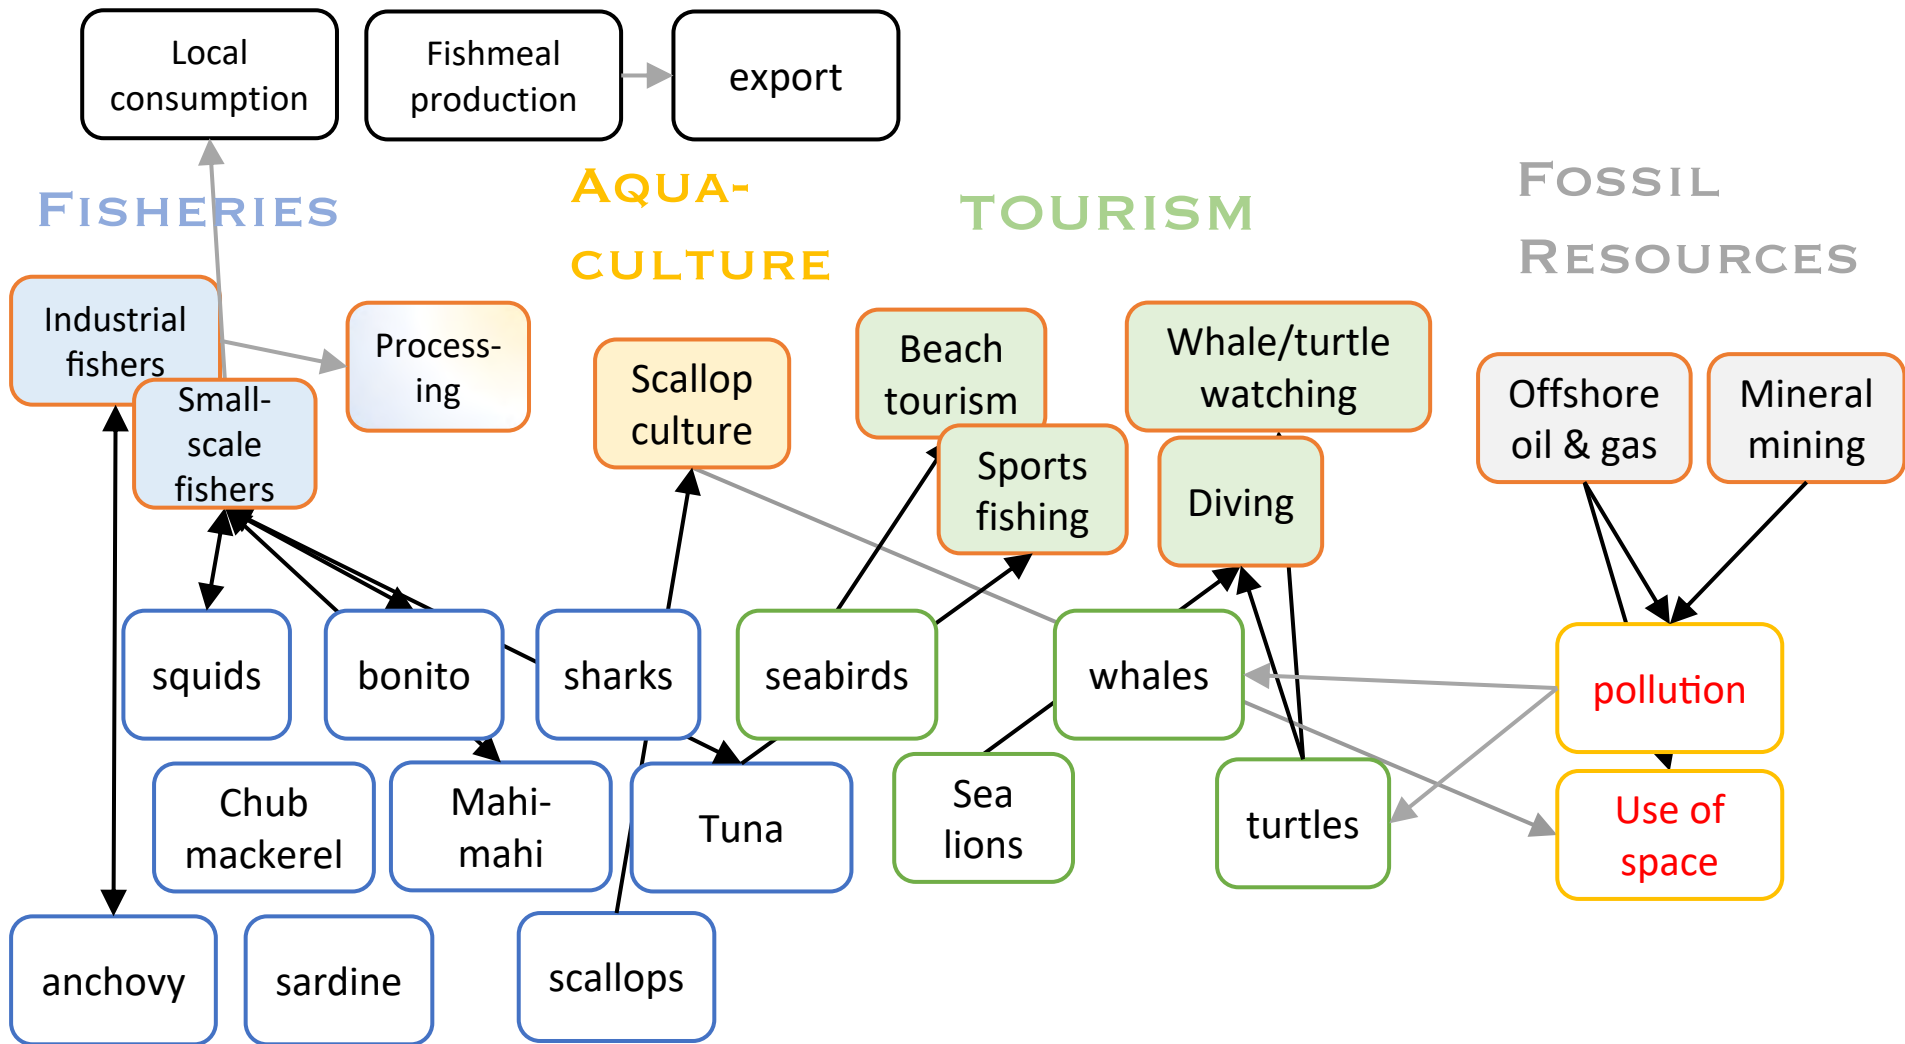 Local
consumption
Fishmeal
production
export
FISHERIES
AQUA-
CULTURE
TOURISM
FOSSIL
RESOURCES
Industrial
fishers
Small-
scale
fishers
Process-
ing
Scallop
culture
Beach
tourism
Sports
fishing
Whale/turtle
watching
Diving
Offshore
oil & gas
Mineral
mining
squids
bonito
sharks
seabirds
whales
pollution
Chub
mackerel
Mahi-
mahi
Tuna
Sea
lions
turtles
Use of
space
anchovy
sardine
scallops